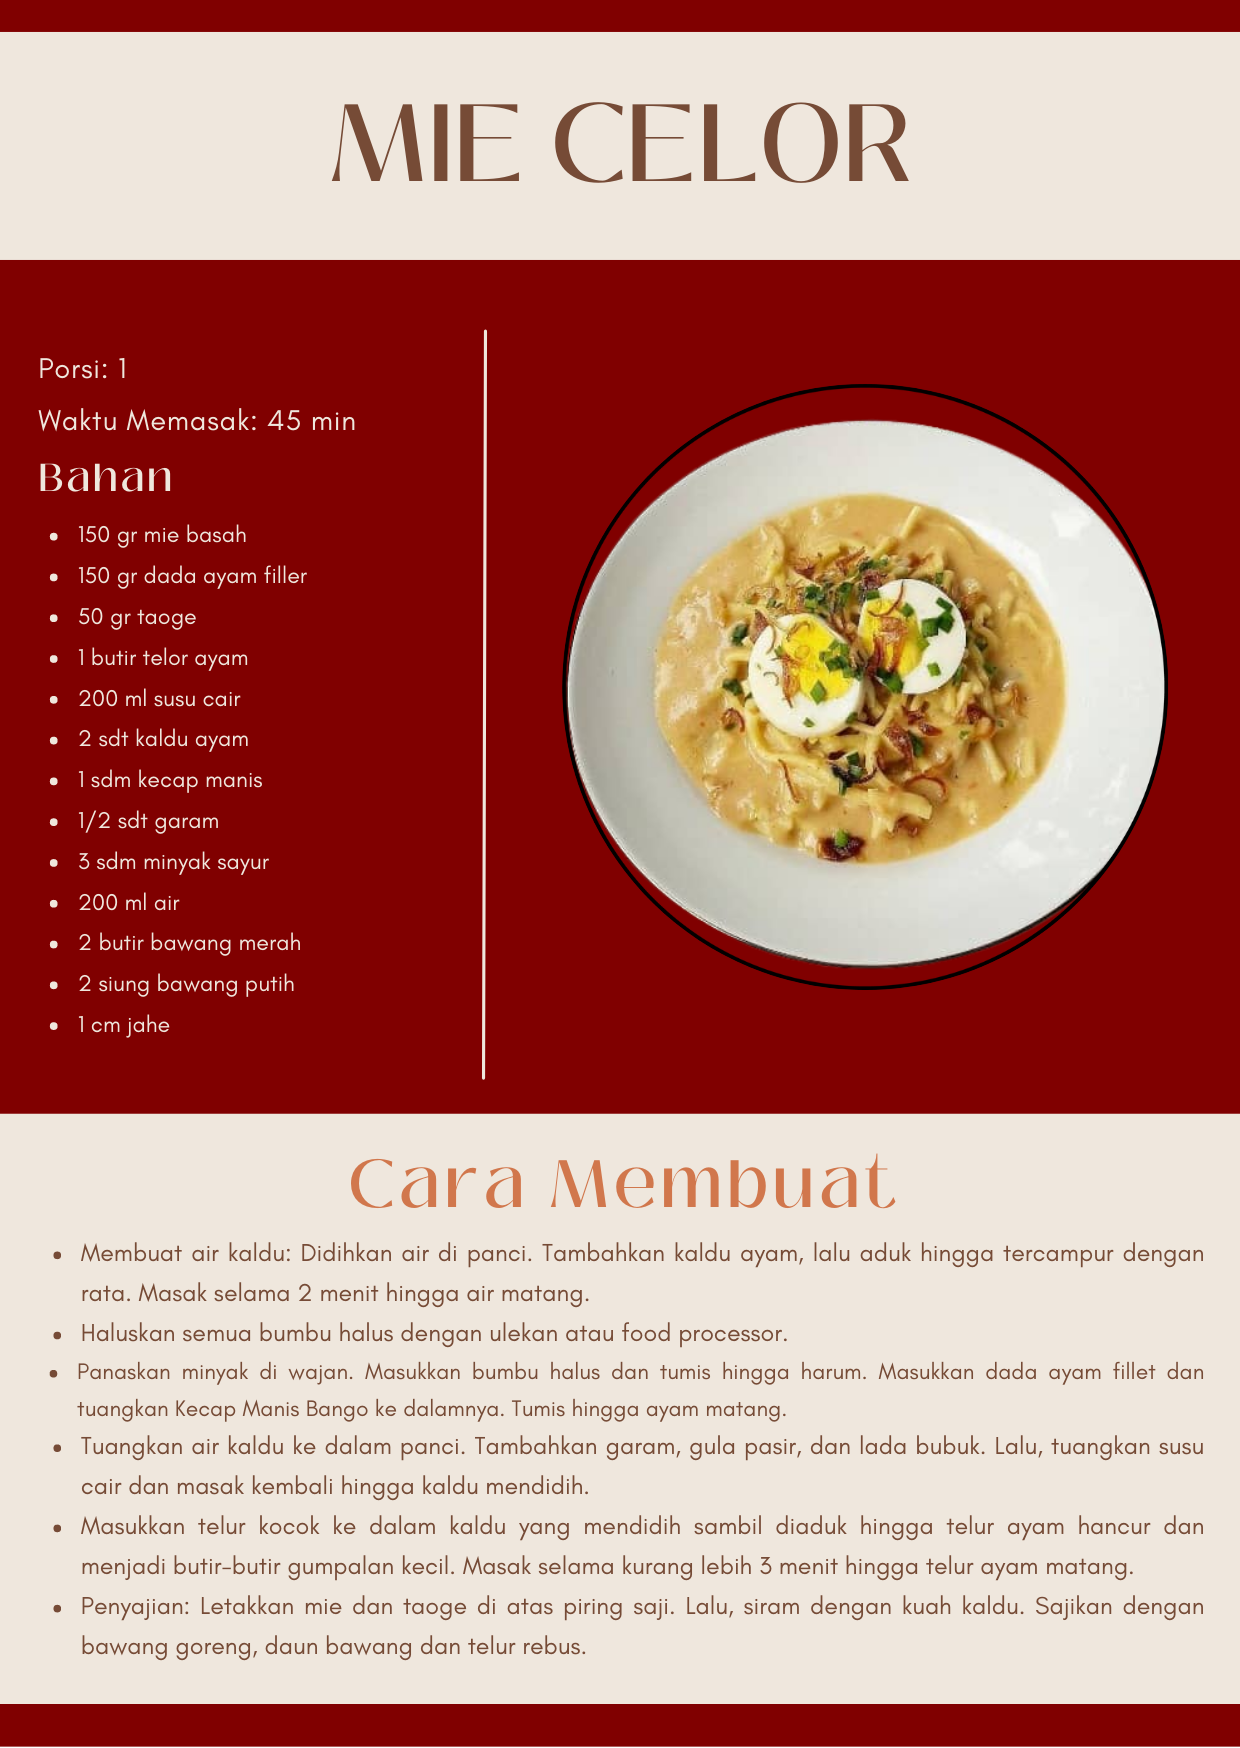 MIE CELOR
Porsi: 1
Waktu Memasak: 45 min
Bahan
• 150 gr mie basah
• 150 gr dada ayam filler
• 50 gr taoge
• 1 butir telor ayam
• 200 ml susu cair
• 2 sdt kaldu ayam
• 1 sdm kecap manis
• 1/2 sdt garam
• 3 sdm minyak sayur
• 200 ml air
• 2 butir bawang merah
• 2 siung bawang putih
• 1 cm jahe
Cara Membuat
• Membuat air kaldu: Didihkan air di panci. Tambahkan kaldu ayam, lalu aduk hingga tercampur dengan
rata. Masak selama 2 menit hingga air matang.
• Haluskan semua bumbu halus dengan ulekan atau food processor.
• Panaskan minyak di wajan. Masukkan bumbu halus dan tumis hingga harum. Masukkan dada ayam fillet dan
tuangkan Kecap Manis Bango ke dalamnya. Tumis hingga ayam matang.
• Tuangkan air kaldu ke dalam panci. Tambahkan garam, gula pasir, dan lada bubuk. Lalu, tuangkan susu
cair dan masak kembali hingga kaldu mendidih.
• Masukkan telur kocok ke dalam kaldu yang mendidih sambil diaduk hingga telur ayam hancur dan
menjadi butir-butir gumpalan kecil. Masak selama kurang lebih 3 menit hingga telur ayam matang.
• Penyajian: Letakkan mie dan taoge di atas piring saji. Lalu, siram dengan kuah kaldu. Sajikan dengan
bawang goreng, daun bawang dan telur rebus.